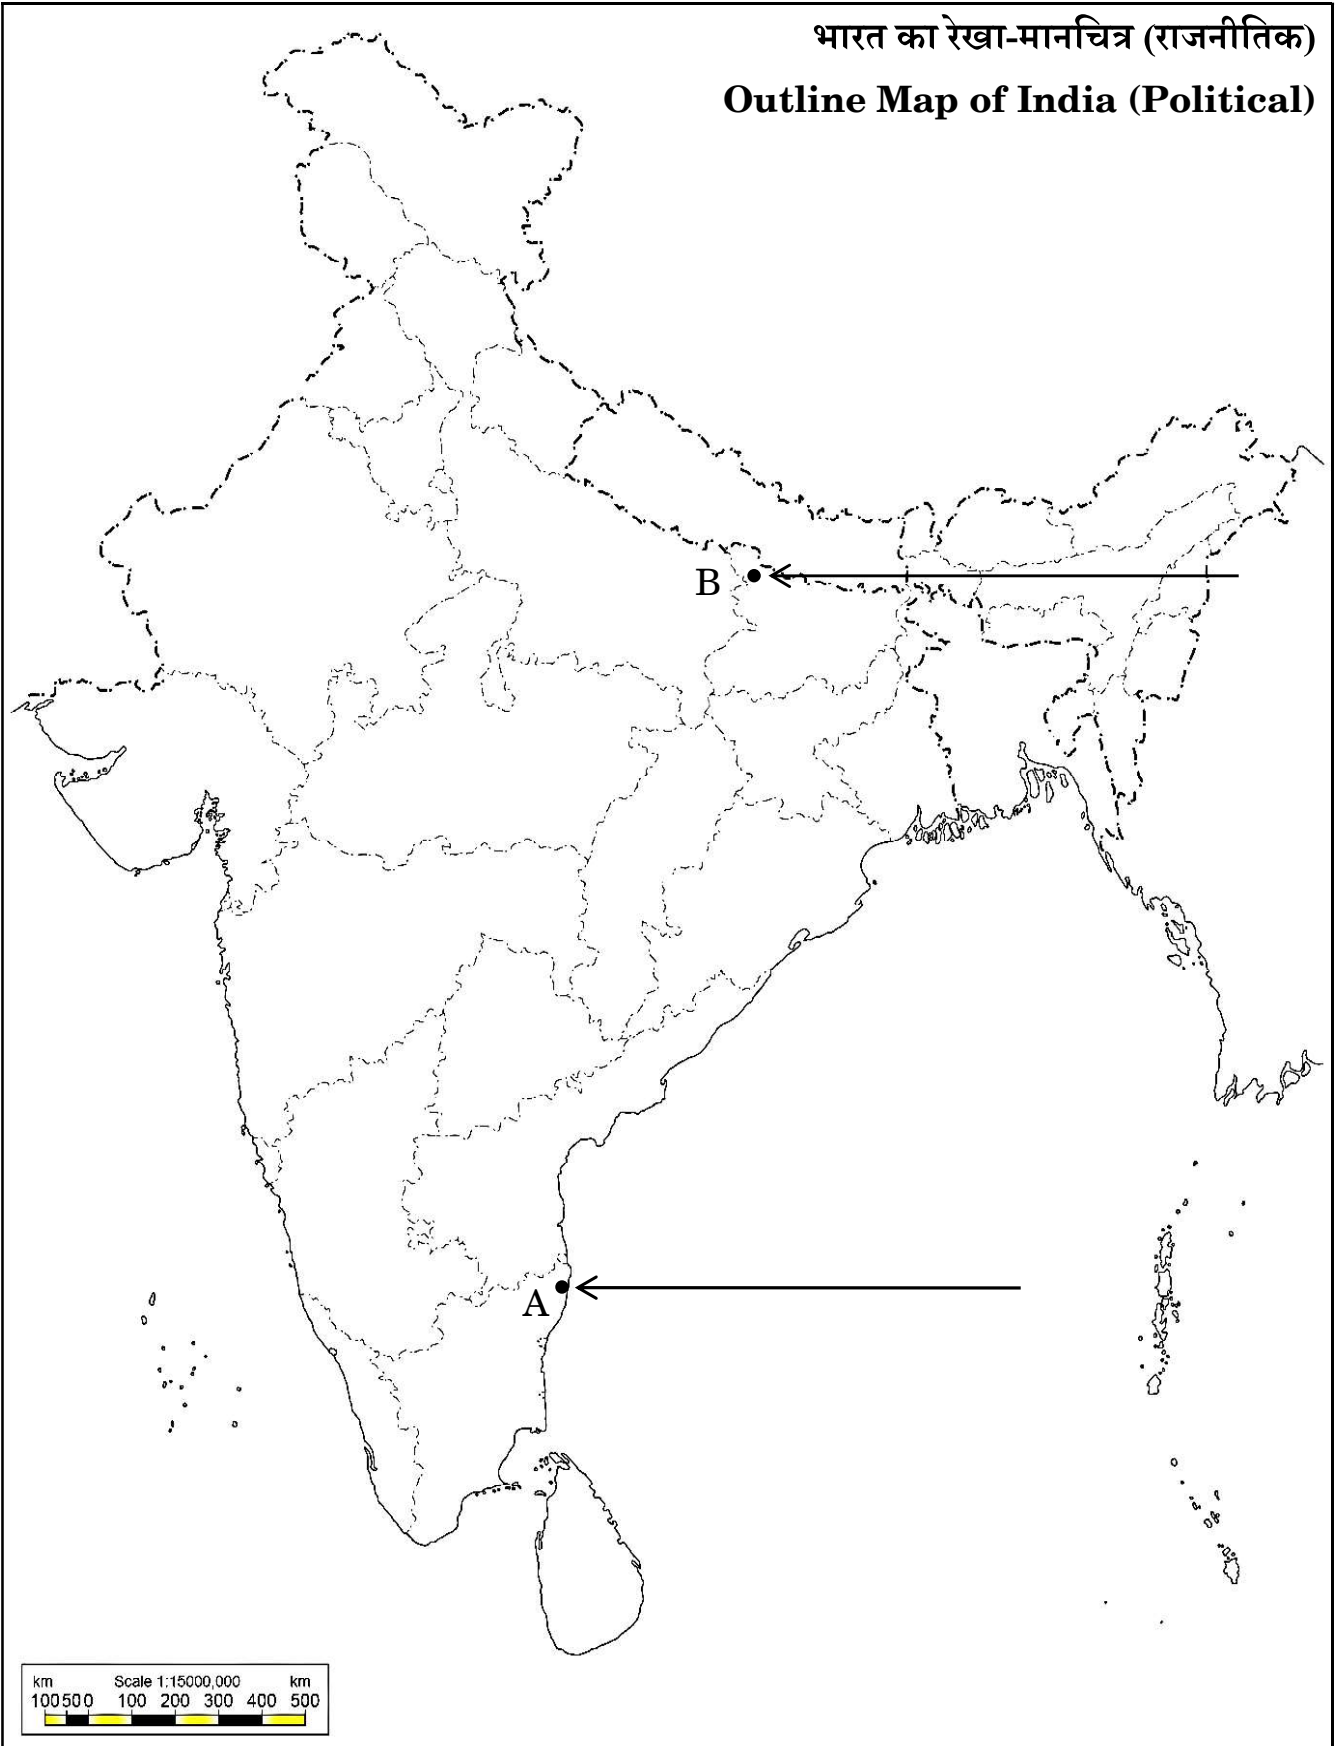 भारत का रेखा-मानचित्र (राजनीतिक)
Outline Map of India (Political)
B
A
km Scale 1:15000,000 km
100 50 0 100 200 300 400 500